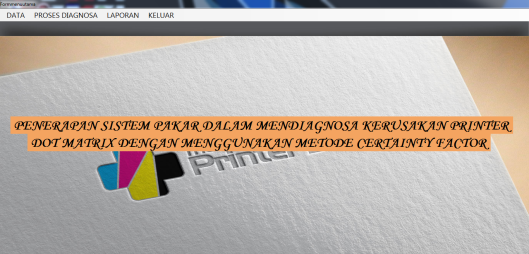 Formmenuutama
DATA PROSES DIAGNOSA LAPORAN KELUAR
PENERAPAN SISTEM PAKAR DALAM MENDIAGNOSA KERUSAKAN PRINTER
DOT MATRIX DENGAN MENGGUNAKAN METODE CERTAINTY FACTOR
Printer